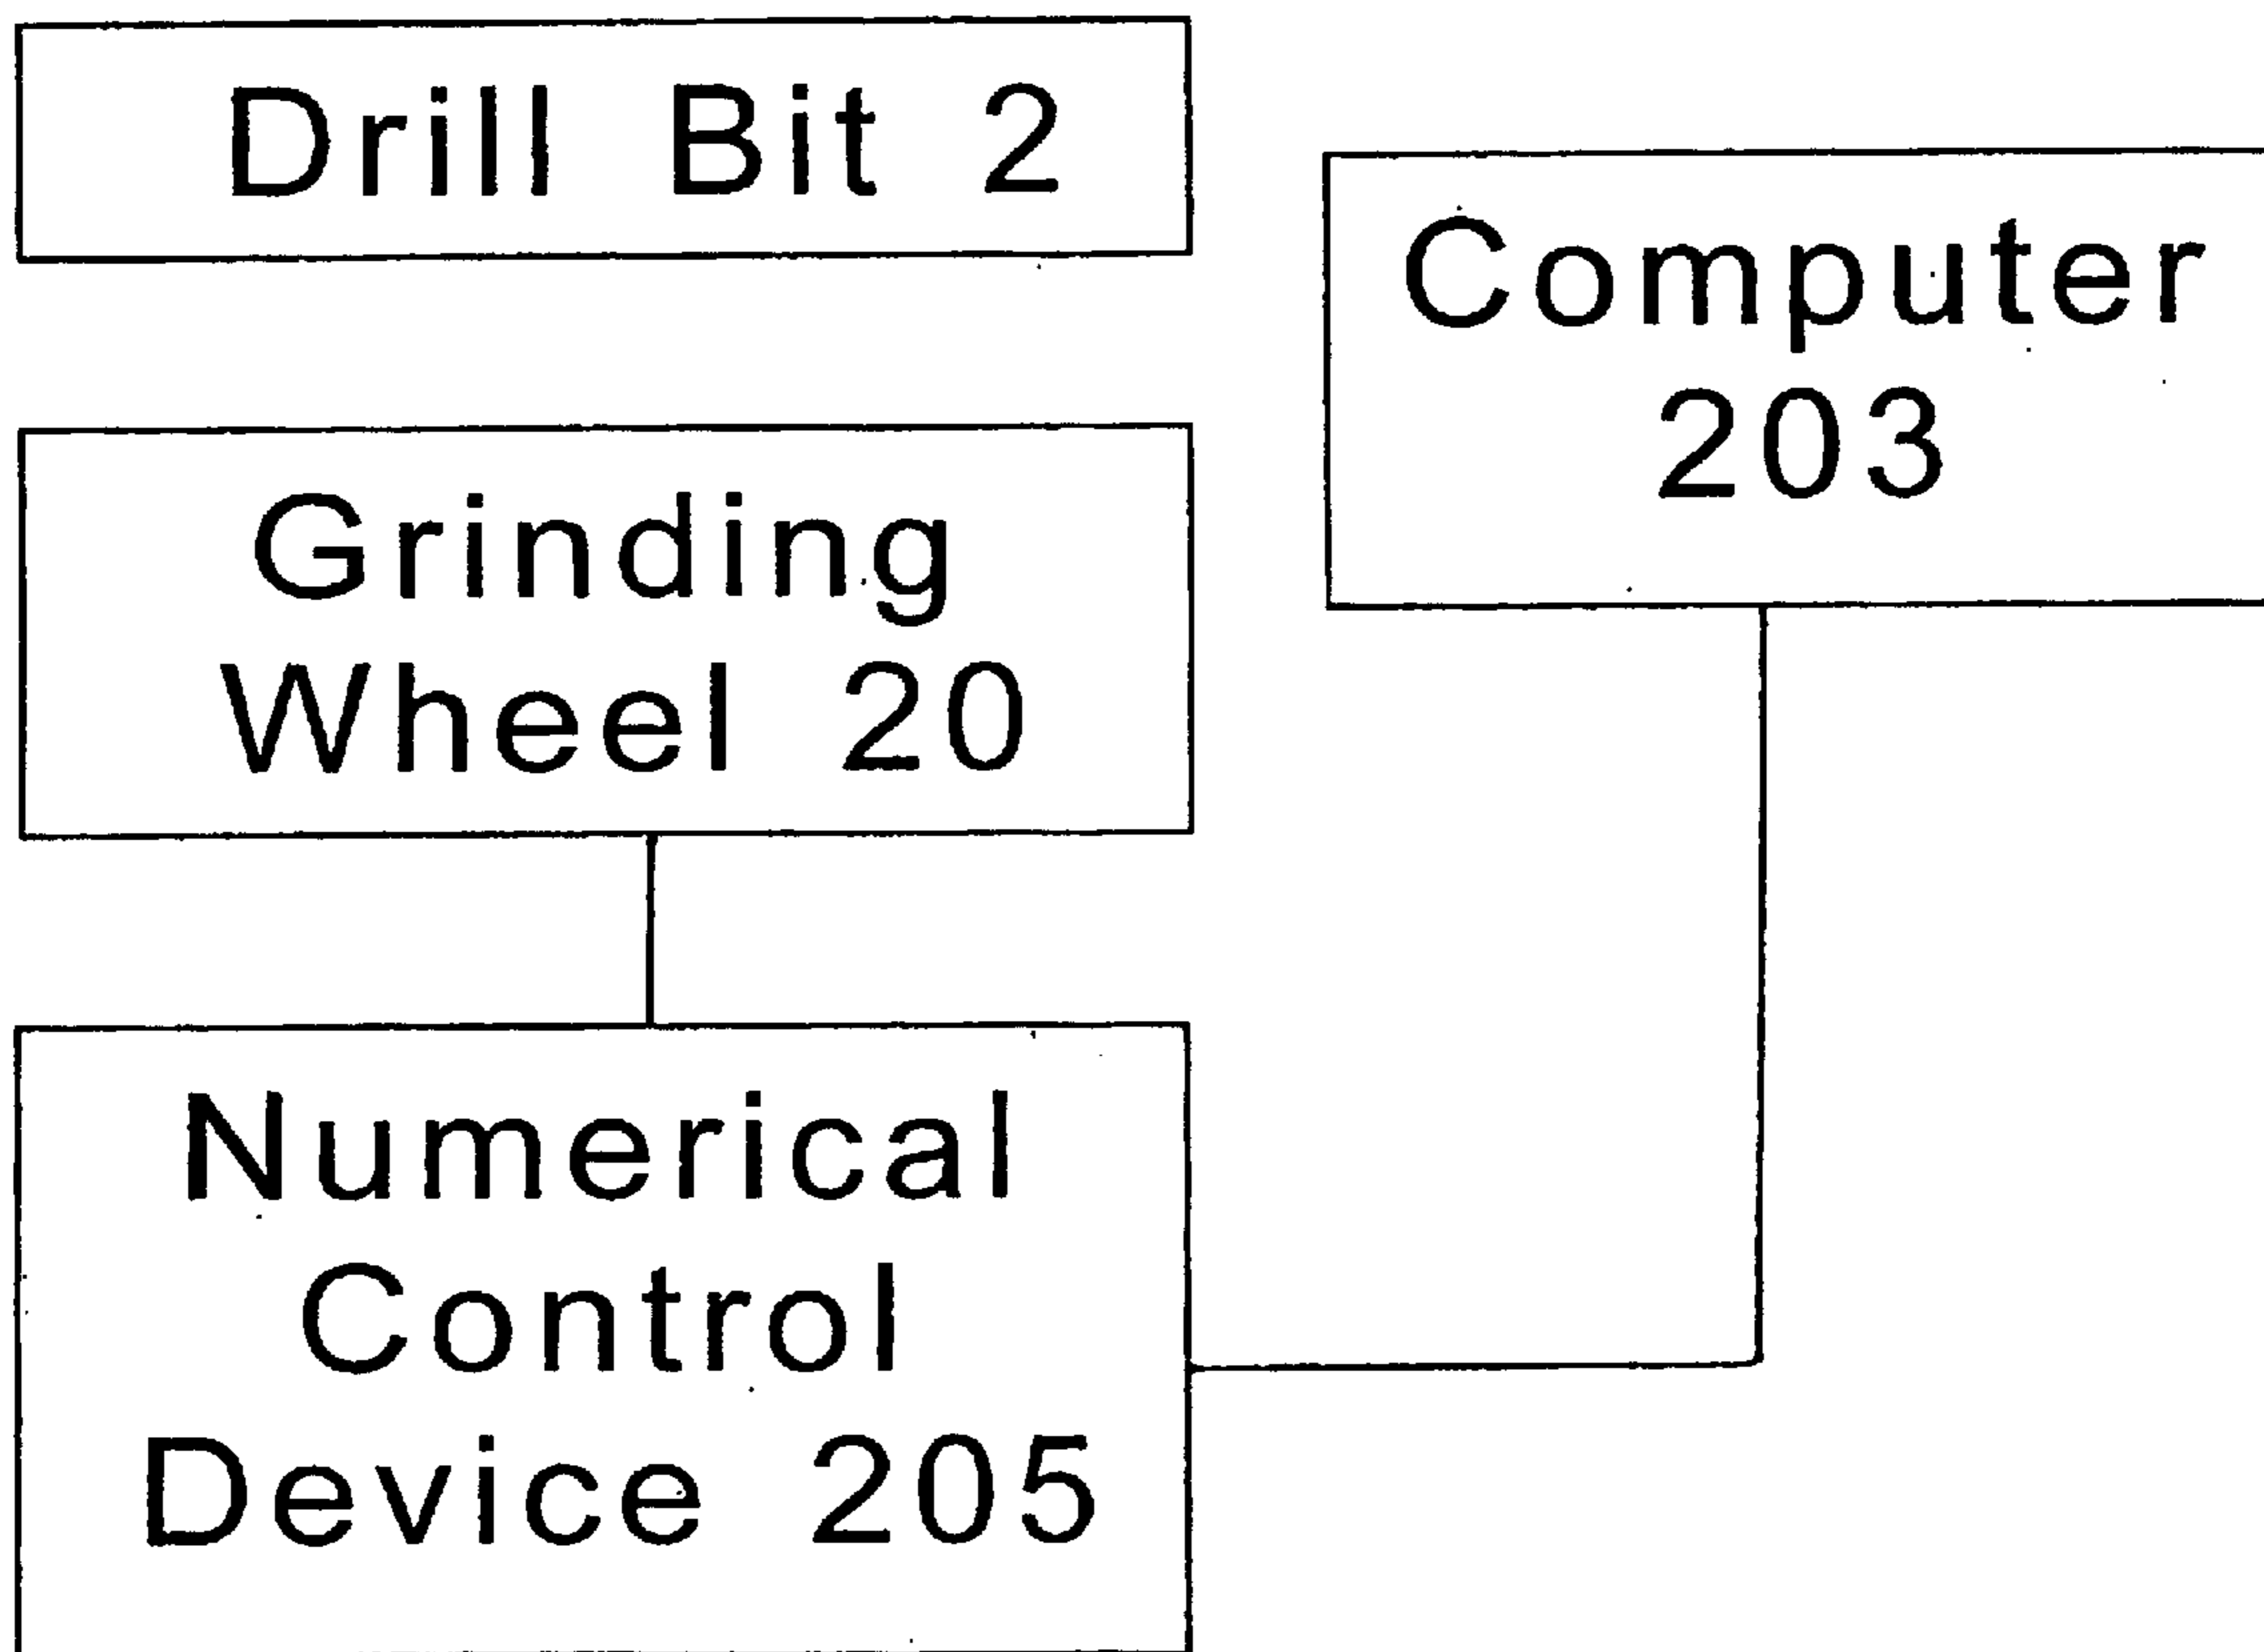 Drill Bit 2
Computer
203
Grinding
Wheel 20
Numerical
Control
Device 205